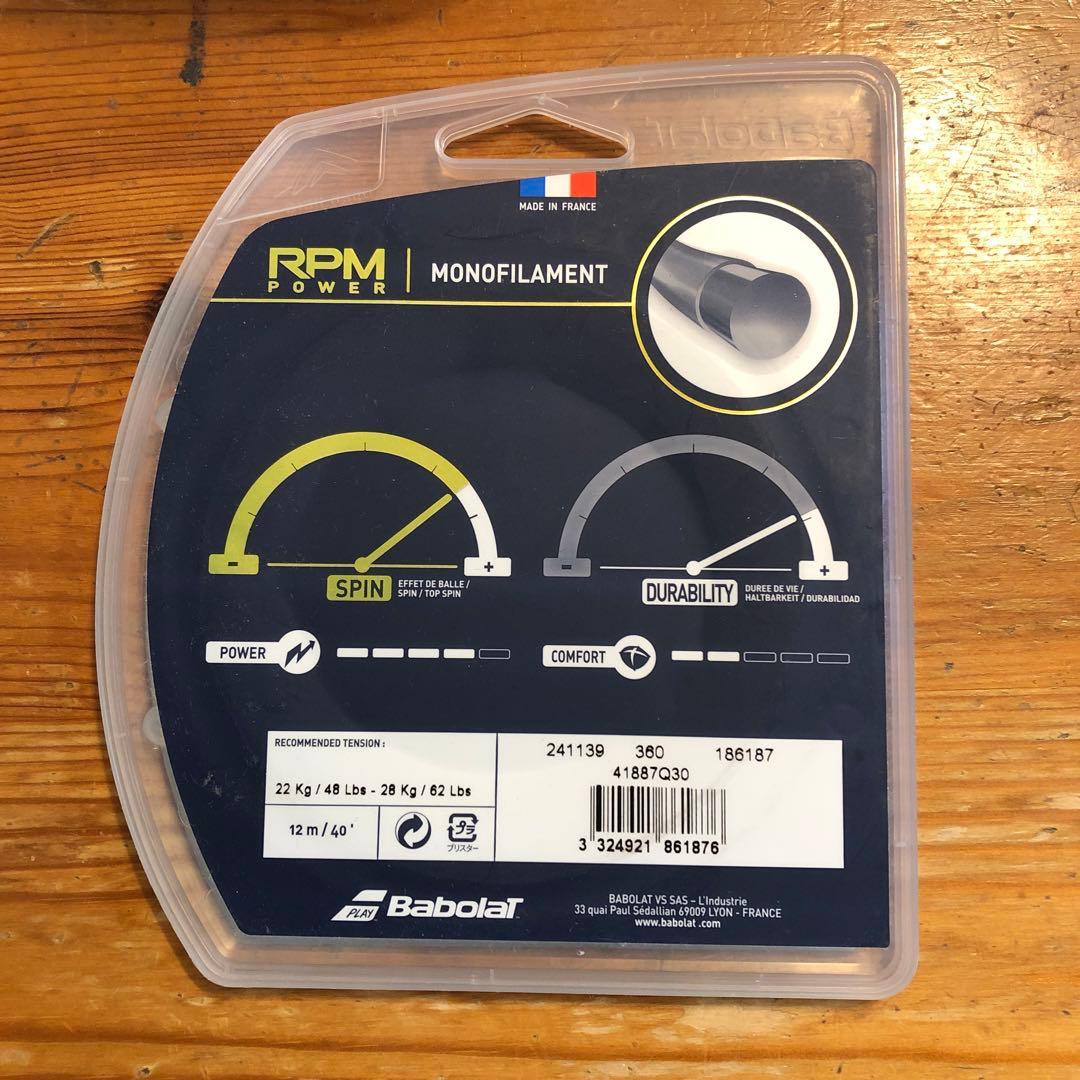 Babolat
MADE IN FRANCE
RPM
POWER
MONOFILAMENT
-
+
SPIN
EFFET DE BALLE /
SPIN / TOP SPIN
-
+
DURABILITY
DUREE DE VIE /
HALTBARKEIT / DURABILIDAD
POWER
COMFORT
RECOMMENDED TENSION :
22 Kg / 48 Lbs - 28 Kg / 62 Lbs
12 m / 40 '
プラ
ブリスター
241139 360 186187
41887Q30
3 324921 861876
PLAY
Babolat
BABOLAT VS SAS – L'Industrie
33 quai Paul Sédallian 69009 LYON - FRANCE
www.babolat .com